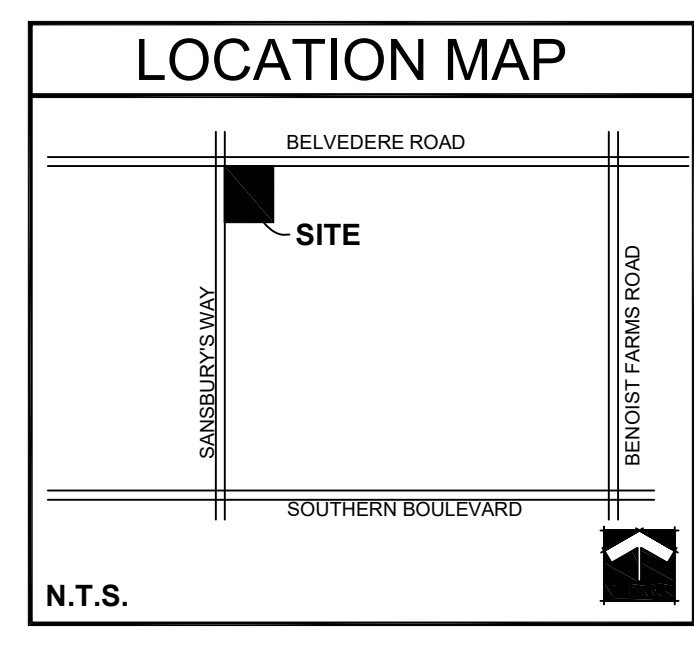 LOCATION MAP
BELVEDERE ROAD
SITE
SANSBURY'S WAY
BENOIST FARMS ROAD
SOUTHERN BOULEVARD
N.T.S.